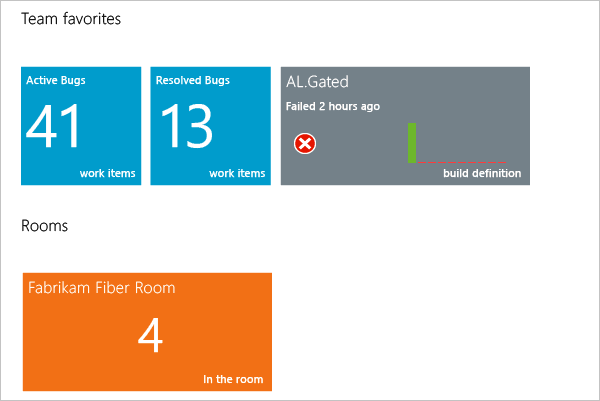 Team favorites
Active Bugs
41
work items
Resolved Bugs
13
work items
AL.Gated
Failed 2 hours ago
build definition
Rooms
Fabrikam Fiber Room
4
In the room